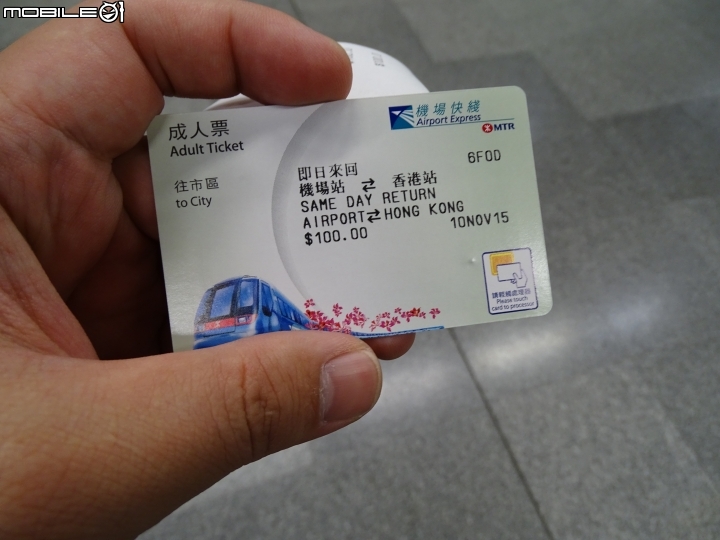 MOBILE01
成人票
Adult Ticket
往市區
to City
機場快綫
Airport Express
MTR
6F0D
即日來回
機場站 ⇄ 香港站
SAME DAY RETURN
AIRPORT⇄HONG KONG
$100.00
10NOV15
請輕觸處理器
Please touch
card to processor